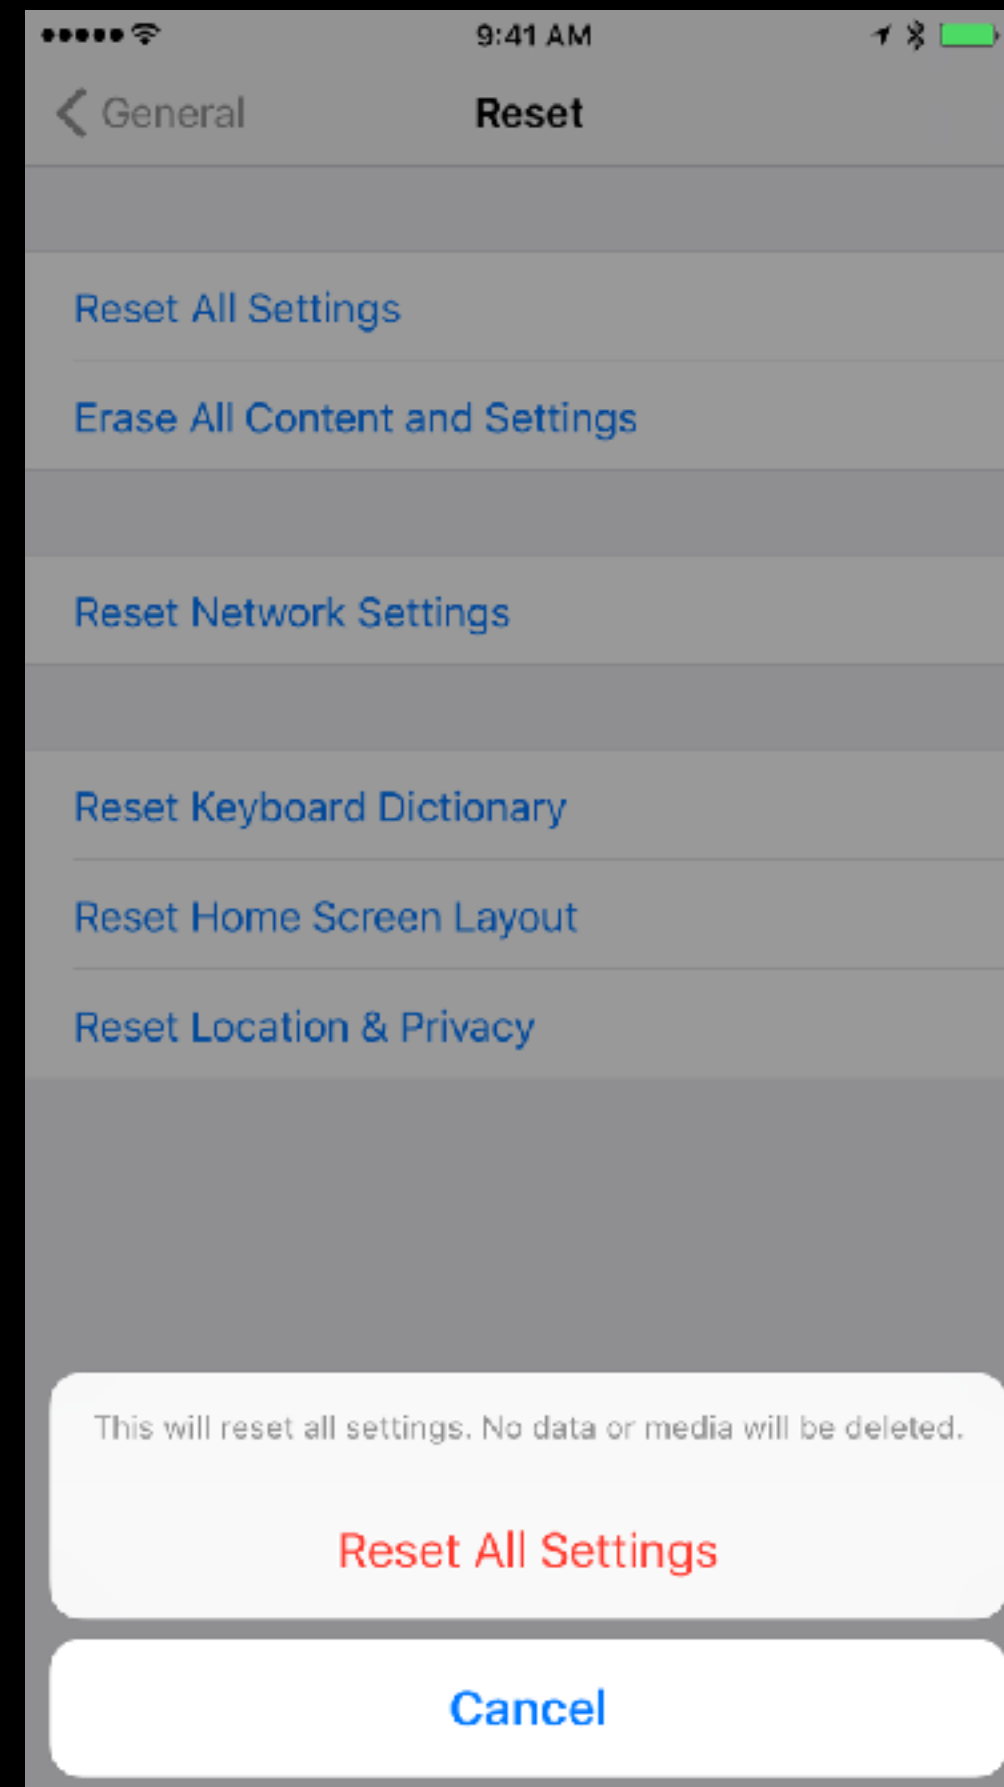 9:41 AM
General
Reset
Reset All Settings
Erase All Content and Settings
Reset Network Settings
Reset Keyboard Dictionary
Reset Home Screen Layout
Reset Location & Privacy
This will reset all settings. No data or media will be deleted.
Reset All Settings
Cancel